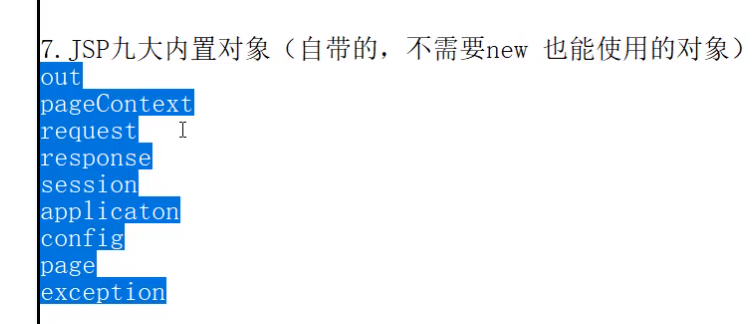 7.JSP九大内置对象（自带的，不需要new 也能使用的对象）
out
pageContext
request
response
session
applicaton
config
page
exception